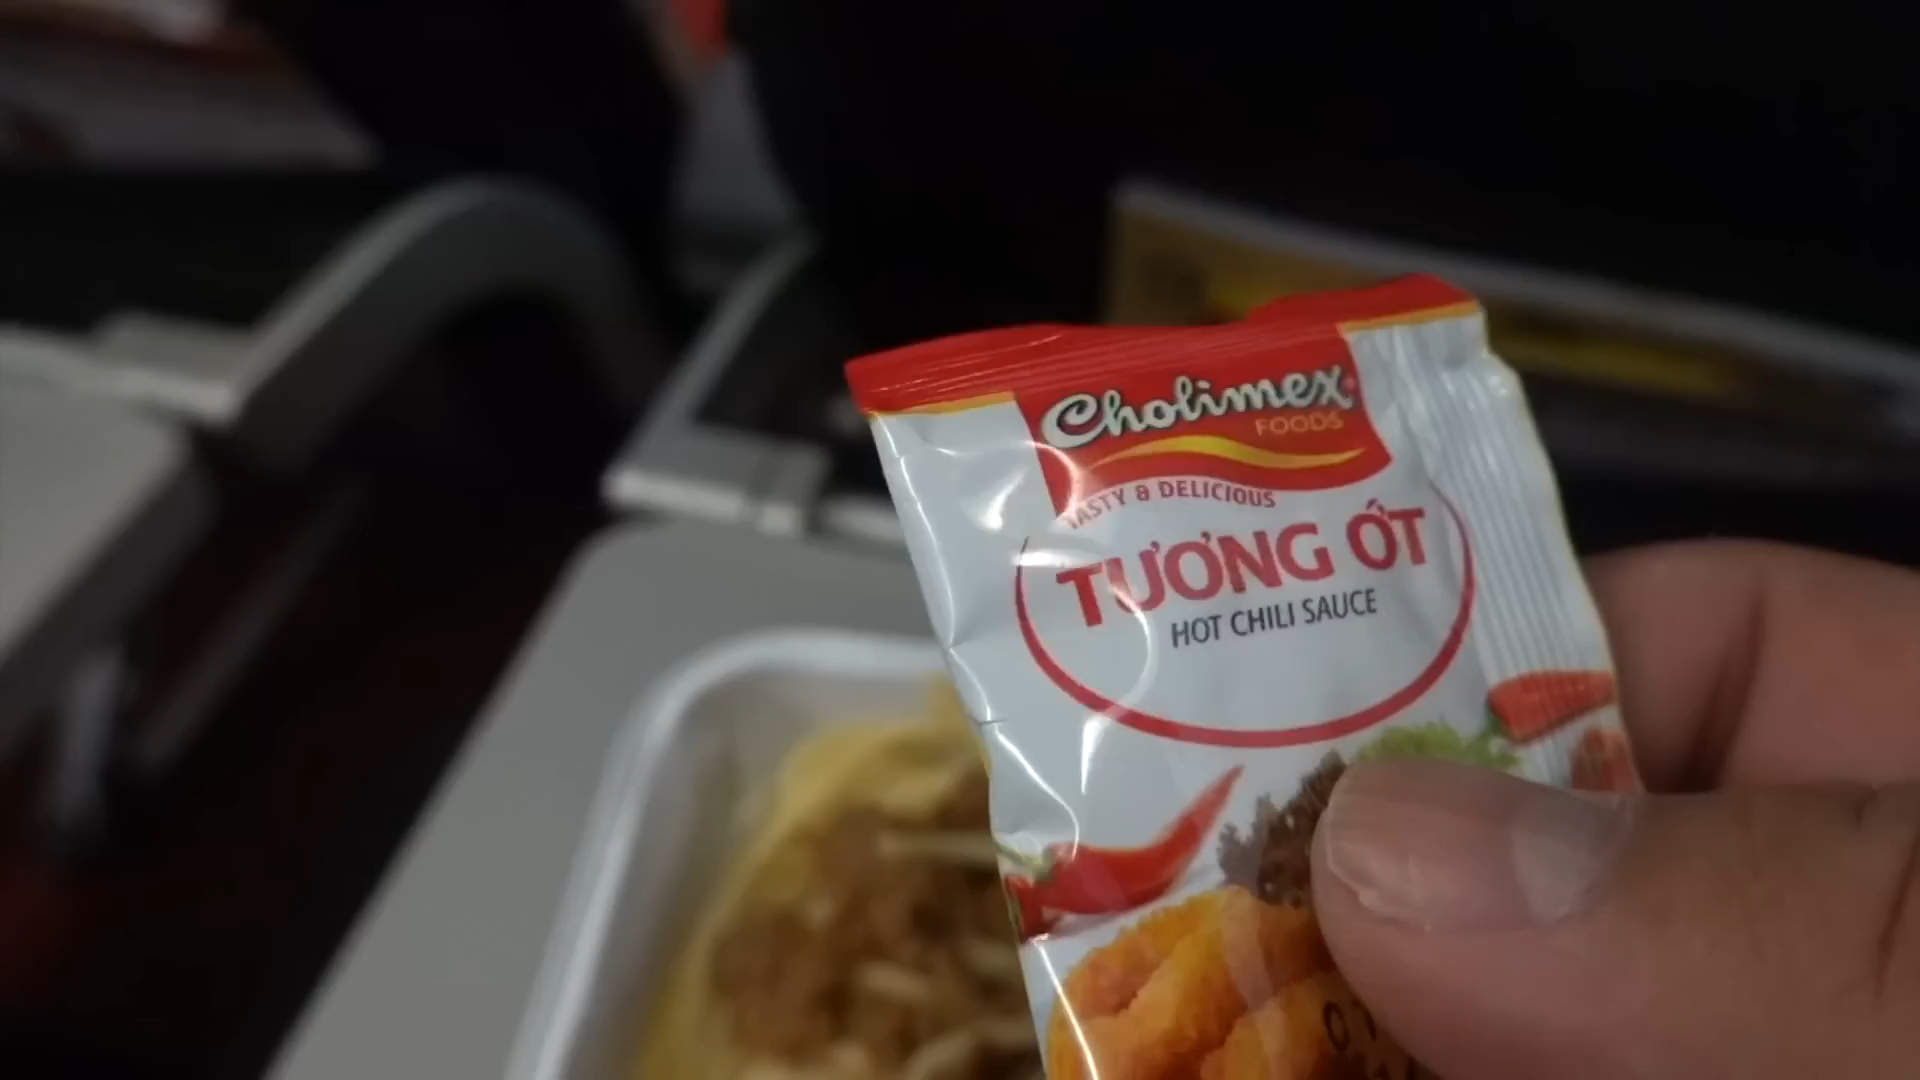 Cholimex
FOODS
TASTY & DELICIOUS
TƯƠNG ỚT
HOT CHILI SAUCE